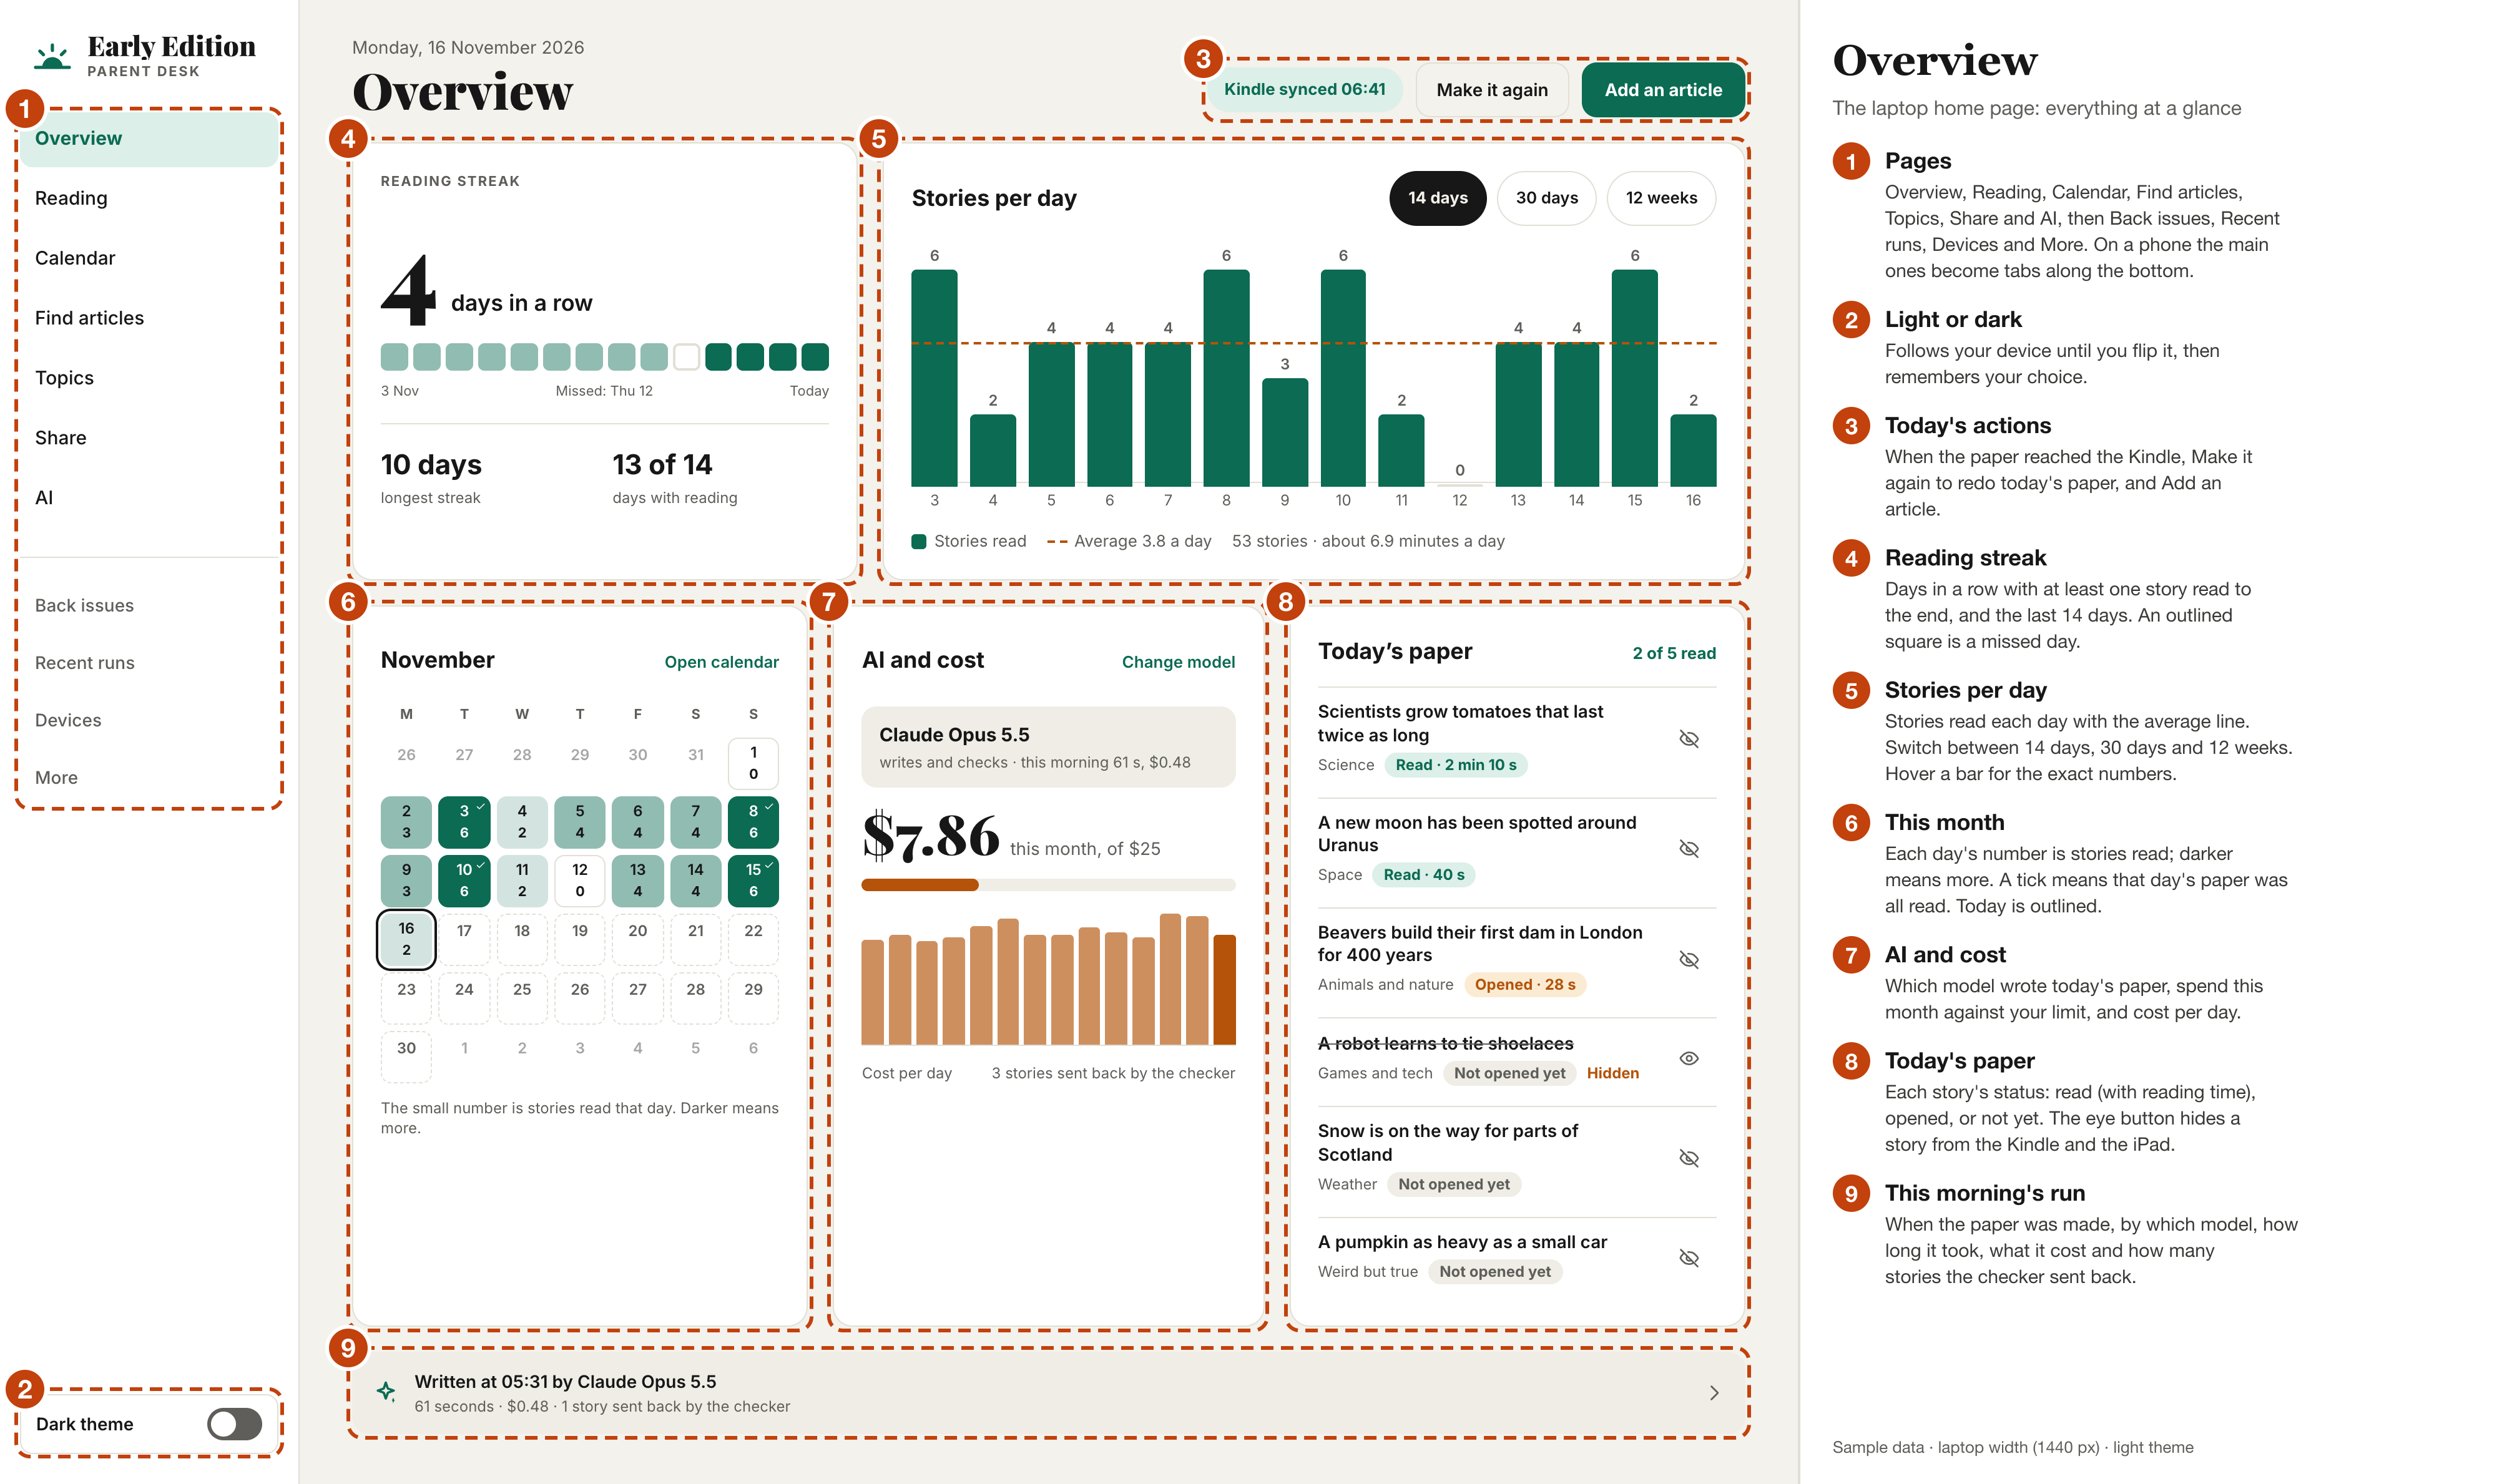 Early Edition
PARENT DESK
1
Overview
Reading
Calendar
Find articles
Topics
Share
AI
Back issues
Recent runs
Devices
More
2
Dark theme
Monday, 16 November 2026
Overview
3
Kindle synced 06:41
Make it again
Add an article
4
READING STREAK
4 days in a row
3 Nov Missed: Thu 12 Today
10 days 13 of 14
longest streak days with reading
5
Stories per day
14 days 30 days 12 weeks
6 2 4 4 4 6 3 6 2 0 4 4 6 2
3 4 5 6 7 8 9 10 11 12 13 14 15 16
Stories read Average 3.8 a day 53 stories · about 6.9 minutes a day
6
November Open calendar
M T W T F S S
26 27 28 29 30 31 1
0
2 3 4 5 6 7 8
3 6 2 4 4 4 6
9 10 11 12 13 14 15
3 6 2 0 4 4 6
16 17 18 19 20 21 22
2
23 24 25 26 27 28 29
30 1 2 3 4 5 6
The small number is stories read that day. Darker means
more.
7
AI and cost Change model
Claude Opus 5.5
writes and checks · this morning 61 s, $0.48
$7.86 this month, of $25
Cost per day 3 stories sent back by the checker
8
Today’s paper 2 of 5 read
Scientists grow tomatoes that last
twice as long
Science Read · 2 min 10 s
A new moon has been spotted around
Uranus
Space Read · 40 s
Beavers build their first dam in London
for 400 years
Animals and nature Opened · 28 s
A robot learns to tie shoelaces
Games and tech Not opened yet Hidden
Snow is on the way for parts of
Scotland
Weather Not opened yet
A pumpkin as heavy as a small car
Weird but true Not opened yet
9
Written at 05:31 by Claude Opus 5.5
61 seconds · $0.48 · 1 story sent back by the checker
Overview
The laptop home page: everything at a glance
1 Pages
Overview, Reading, Calendar, Find articles,
Topics, Share and AI, then Back issues, Recent
runs, Devices and More. On a phone the main
ones become tabs along the bottom.
2 Light or dark
Follows your device until you flip it, then
remembers your choice.
3 Today's actions
When the paper reached the Kindle, Make it
again to redo today's paper, and Add an
article.
4 Reading streak
Days in a row with at least one story read to
the end, and the last 14 days. An outlined
square is a missed day.
5 Stories per day
Stories read each day with the average line.
Switch between 14 days, 30 days and 12 weeks.
Hover a bar for the exact numbers.
6 This month
Each day's number is stories read; darker
means more. A tick means that day's paper was
all read. Today is outlined.
7 AI and cost
Which model wrote today's paper, spend this
month against your limit, and cost per day.
8 Today's paper
Each story's status: read (with reading time),
opened, or not yet. The eye button hides a
story from the Kindle and the iPad.
9 This morning's run
When the paper was made, by which model, how
long it took, what it cost and how many
stories the checker sent back.
Sample data · laptop width (1440 px) · light theme